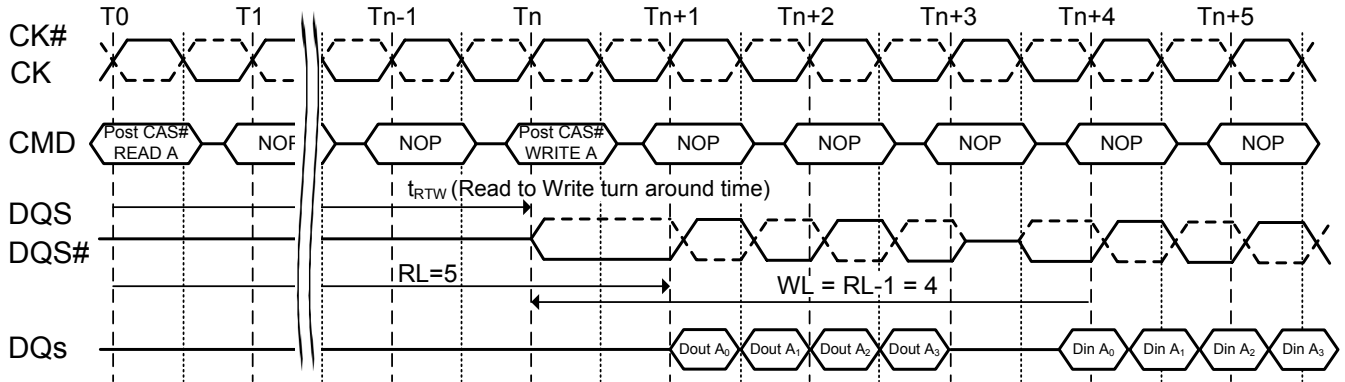 T0 T1 Tn-1 Tn Tn+1 Tn+2 Tn+3 Tn+4 Tn+5
CK#
CK
CMD
Post CAS# READ A
NOP
NOP
Post CAS# WRITE A
NOP
NOP
NOP
NOP
NOP
tRTW (Read to Write turn around time)
DQS
DQS#
RL=5
WL = RL-1 = 4
DQs
Dout A0 Dout A1 Dout A2 Dout A3 Din A0 Din A1 Din A2 Din A3